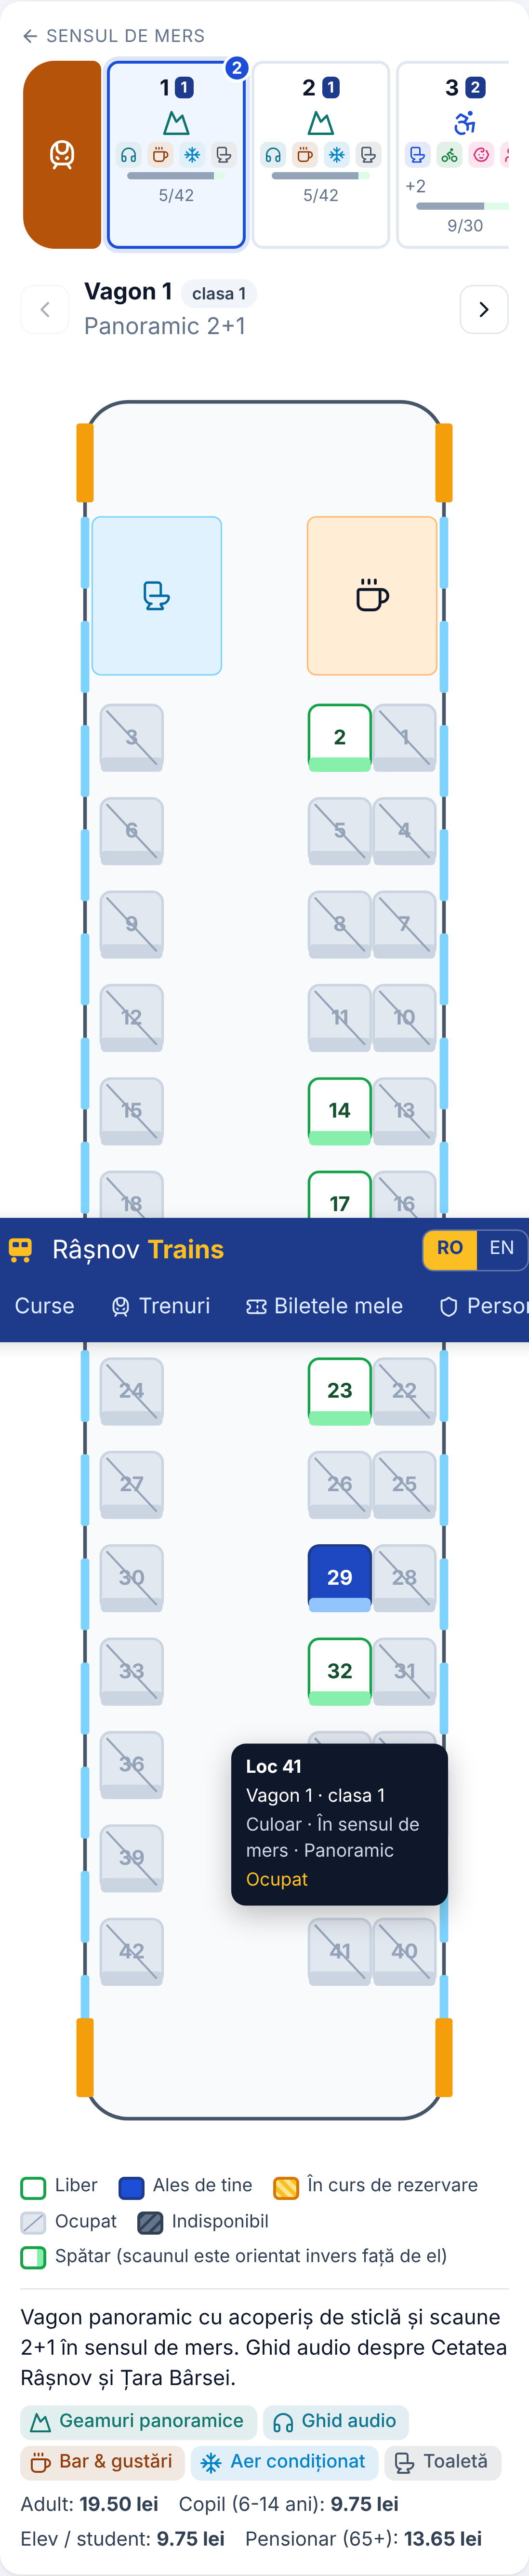 ← SENSUL DE MERS
2
1 1
2 1
3 2
+2
5/42
5/42
9/30
Vagon 1 clasa 1
Panoramic 2+1
3 2 1
6 5 4
9 8 7
12 11 10
15 14 13
18 17 16
Râșnov Trains RO EN
Curse Trenuri Biletele mele Person
24 23 22
27 26 25
30 29 28
33 32 31
36
Loc 41
Vagon 1 · clasa 1
Culoar · În sensul de
mers · Panoramic
Ocupat
39
42 41 40
Liber Ales de tine În curs de rezervare
Ocupat Indisponibil
Spătar (scaunul este orientat invers față de el)
Vagon panoramic cu acoperiș de sticlă și scaune
2+1 în sensul de mers. Ghid audio despre Cetatea
Râșnov și Țara Bârsei.
Geamuri panoramice Ghid audio
Bar & gustări Aer condiționat Toaletă
Adult: 19.50 lei Copil (6-14 ani): 9.75 lei
Elev / student: 9.75 lei Pensionar (65+): 13.65 lei